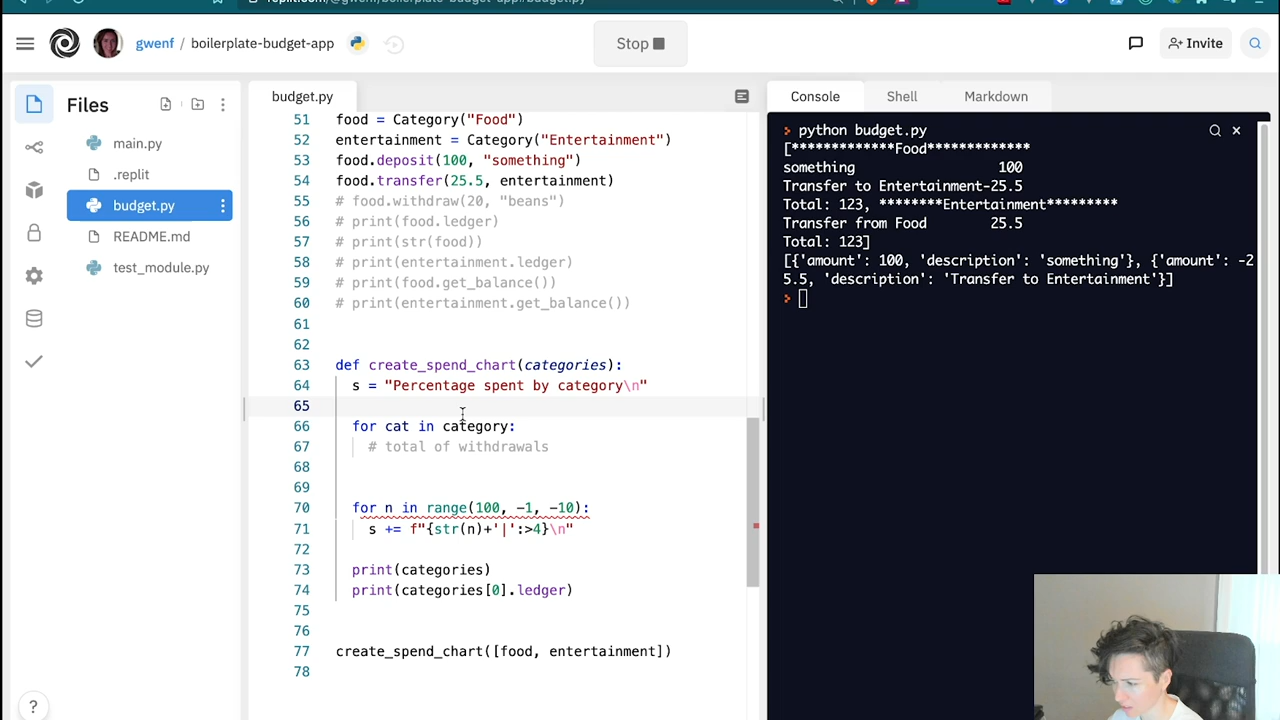 gwenf / boilerplate-budget-app
Stop
Invite
Files
main.py
.replit
budget.py
README.md
test_module.py
?
budget.py
51 food = Category("Food")
52 entertainment = Category("Entertainment")
53 food.deposit(100, "something")
54 food.transfer(25.5, entertainment)
55 # food.withdraw(20, "beans")
56 # print(food.ledger)
57 # print(str(food))
58 # print(entertainment.ledger)
59 # print(food.get_balance())
60 # print(entertainment.get_balance())
61
62
63 def create_spend_chart(categories):
64 s = "Percentage spent by category\n"
65
66 for cat in category:
67 # total of withdrawals
68
69
70 for n in range(100, -1, -10):
71 s += f"{str(n)+'|':>4}\n"
72
73 print(categories)
74 print(categories[0].ledger)
75
76
77 create_spend_chart([food, entertainment])
78
Console Shell Markdown
> python budget.py
[*************Food*************
something 100
Transfer to Entertainment-25.5
Total: 123, ********Entertainment*********
Transfer from Food 25.5
Total: 123]
[{'amount': 100, 'description': 'something'}, {'amount': -2
5.5, 'description': 'Transfer to Entertainment'}]
>